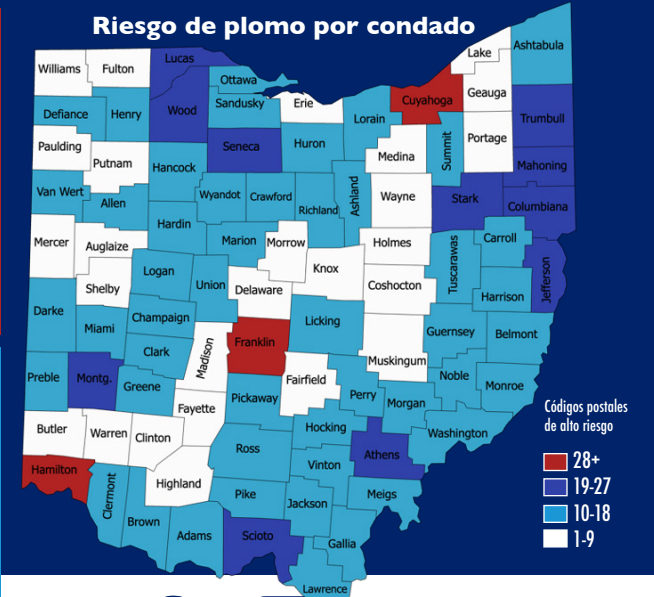 Riesgo de plomo por condado
Williams
Fulton
Lucas
Ottawa
Lake
Ashtabula
Defiance
Henry
Wood
Sandusky
Erie
Lorain
Cuyahoga
Geauga
Trumbull
Paulding
Putnam
Hancock
Seneca
Huron
Medina
Summit
Portage
Mahoning
Van Wert
Allen
Wyandot
Crawford
Richland
Ashland
Wayne
Stark
Columbiana
Mercer
Auglaize
Hardin
Marion
Morrow
Knox
Holmes
Tuscarawas
Carroll
Jefferson
Shelby
Logan
Union
Delaware
Coshocton
Harrison
Darke
Miami
Champaign
Madison
Franklin
Licking
Muskingum
Guernsey
Belmont
Preble
Montg.
Clark
Greene
Fayette
Pickaway
Fairfield
Perry
Morgan
Noble
Monroe
Butler
Warren
Clinton
Ross
Hocking
Athens
Washington
Hamilton
Clermont
Highland
Vinton
Meigs
Brown
Adams
Pike
Scioto
Jackson
Gallia
Lawrence
Códigos postales
de alto riesgo
28+
19-27
10-18
1-9